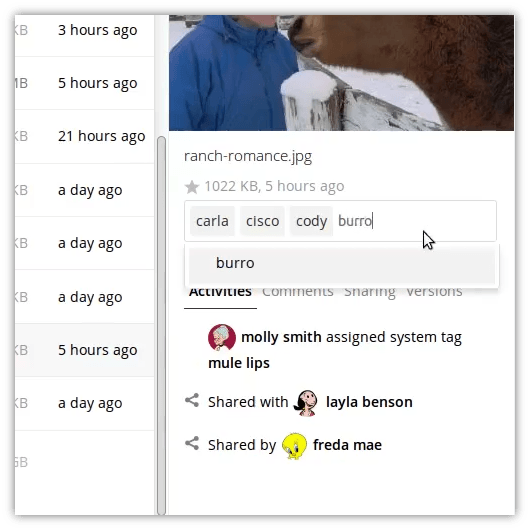 KB 3 hours ago
MB 5 hours ago
KB 21 hours ago
KB a day ago
KB a day ago
KB a day ago
KB 5 hours ago
KB a day ago
GB
ranch-romance.jpg
1022 KB, 5 hours ago
carla cisco cody burro
burro
Activities Comments Sharing Versions
molly smith assigned system tag
mule lips
Shared with layla benson
Shared by freda mae